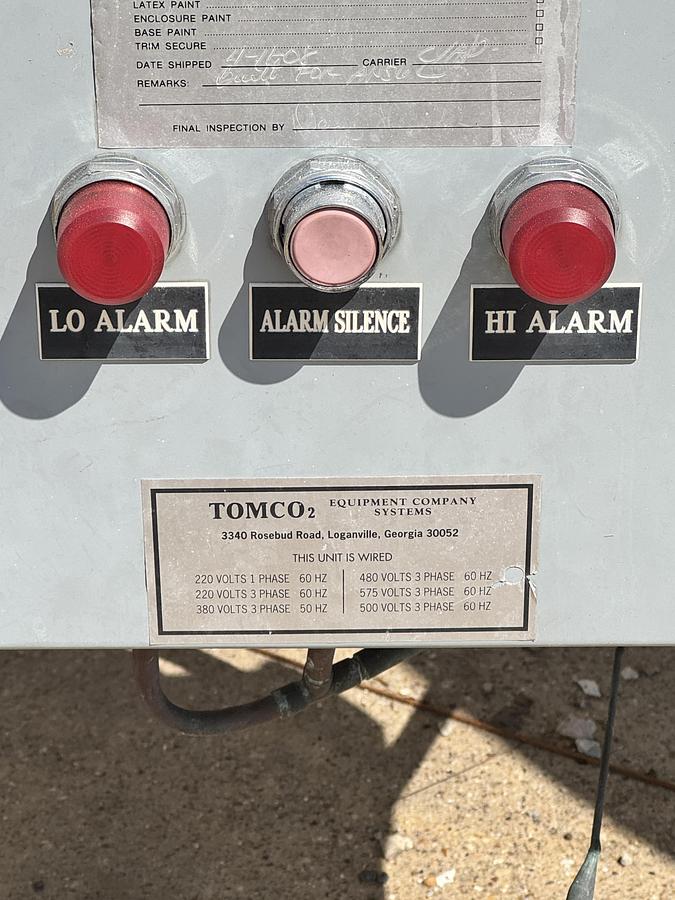 LATEX PAINT
ENCLOSURE PAINT
BASE PAINT
TRIM SECURE
DATE SHIPPED CARRIER
REMARKS: Built For Ansul
FINAL INSPECTION BY
LO ALARM
ALARM SILENCE
HI ALARM
TOMCO2 EQUIPMENT COMPANY
SYSTEMS
3340 Rosebud Road, Loganville, Georgia 30052
THIS UNIT IS WIRED
220 VOLTS 1 PHASE 60 HZ 480 VOLTS 3 PHASE 60 HZ
220 VOLTS 3 PHASE 60 HZ 575 VOLTS 3 PHASE 60 HZ
380 VOLTS 3 PHASE 50 HZ 500 VOLTS 3 PHASE 60 HZ